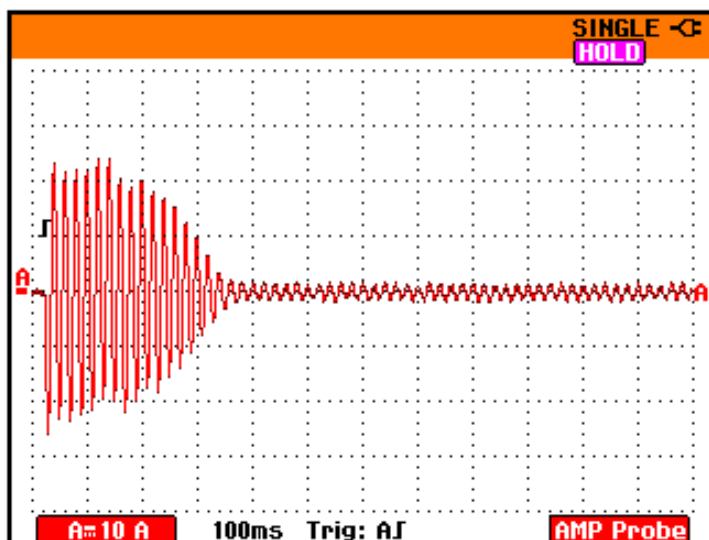 SINGLE
HOLD
A
A
A=10 A 100ms Trig: A AMP Probe